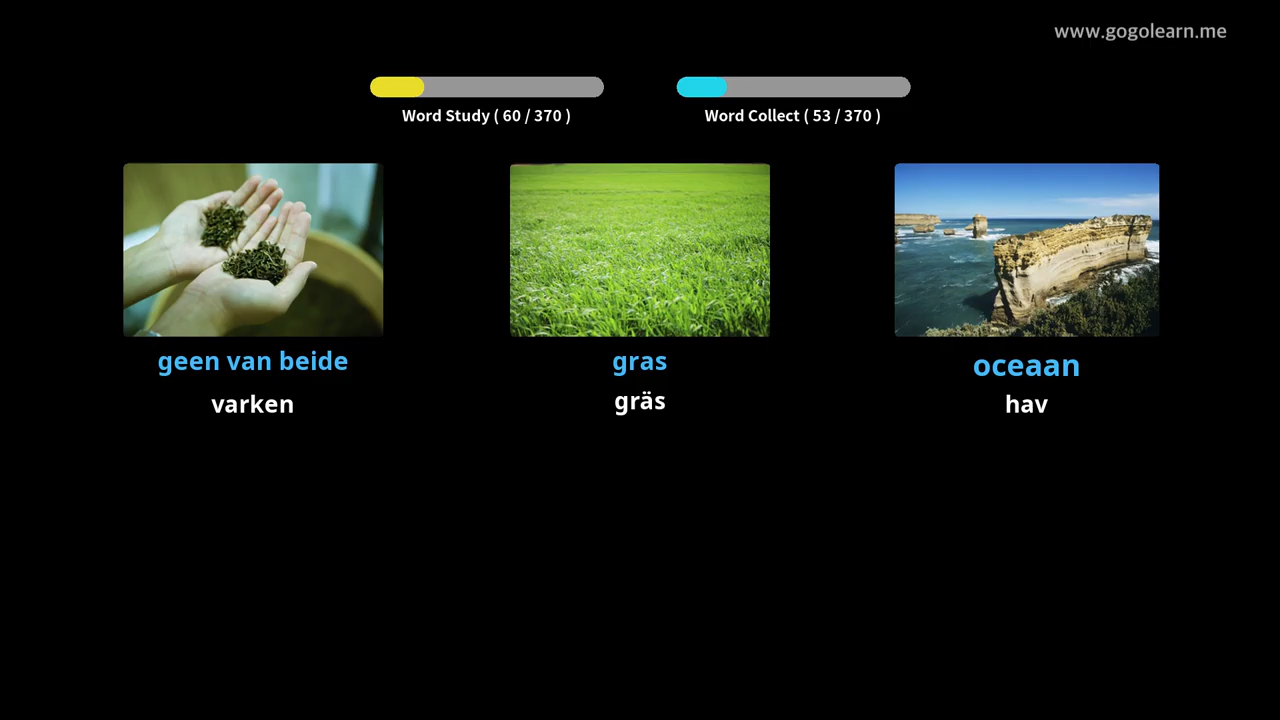 www.gogolearn.me
Word Study ( 60 / 370 )
Word Collect ( 53 / 370 )
geen van beide
varken
gras
gräs
oceaan
hav